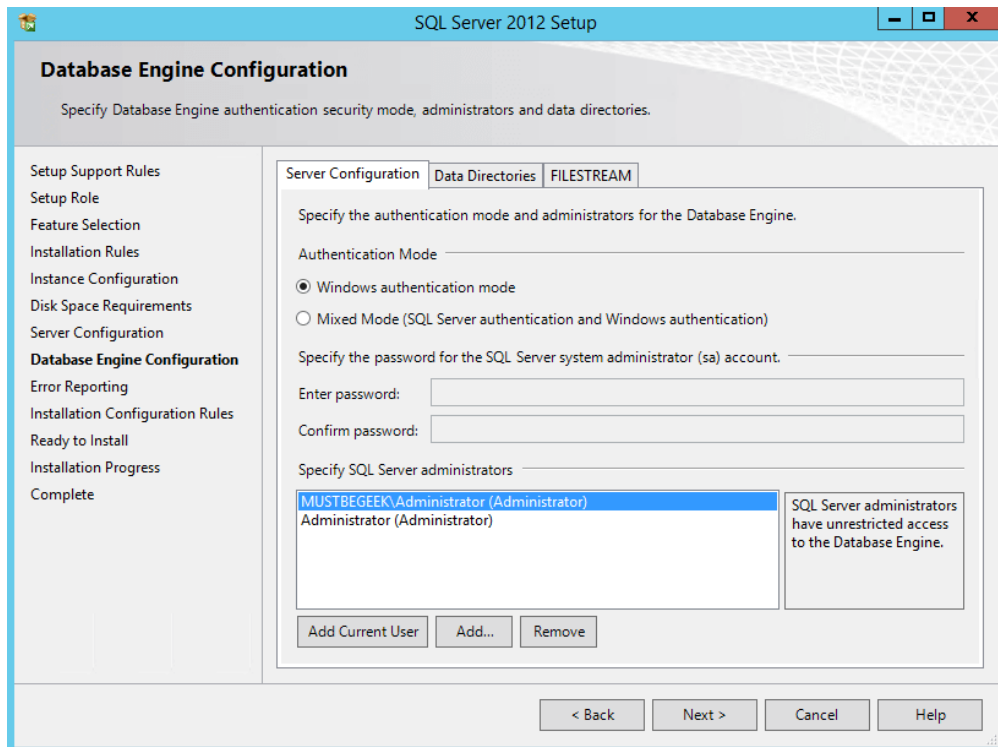 SQL Server 2012 Setup
Database Engine Configuration
Specify Database Engine authentication security mode, administrators and data directories.
Setup Support Rules
Setup Role
Feature Selection
Installation Rules
Instance Configuration
Disk Space Requirements
Server Configuration
Database Engine Configuration
Error Reporting
Installation Configuration Rules
Ready to Install
Installation Progress
Complete
Server Configuration Data Directories FILESTREAM
Specify the authentication mode and administrators for the Database Engine.
Authentication Mode
Windows authentication mode
Mixed Mode (SQL Server authentication and Windows authentication)
Specify the password for the SQL Server system administrator (sa) account.
Enter password:
Confirm password:
Specify SQL Server administrators
MUSTBEGEEK\Administrator (Administrator)
Administrator (Administrator)
SQL Server administrators
have unrestricted access
to the Database Engine.
Add Current User Add... Remove
< Back Next > Cancel Help